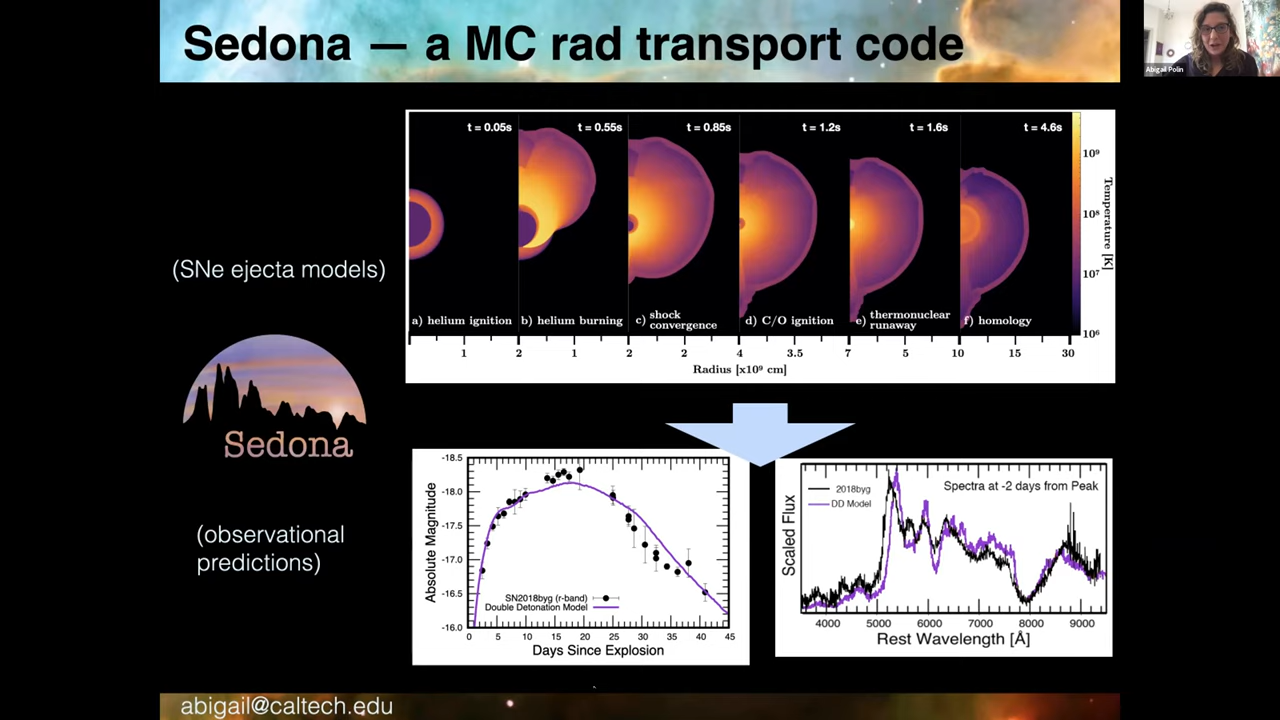 Sedona — a MC rad transport code
Abigail Polin
t = 0.05s
t = 0.55s
t = 0.85s
t = 1.2s
t = 1.6s
t = 4.6s
10⁹
10⁸
10⁷
10⁶
Temperature [K]
a) helium ignition
b) helium burning
c) shock
convergence
d) C/O ignition
e) thermonuclear
runaway
f) homology
1 2 1 2 2 4 3.5 7 5 10 15 30
Radius [x10⁹ cm]
(SNe ejecta models)
Sedona
(observational
predictions)
-18.5
-18.0
-17.5
-17.0
-16.5
-16.0
Absolute Magnitude
SN2018byg (r-band)
Double Detonation Model
0 5 10 15 20 25 30 35 40 45
Days Since Explosion
2018byg
DD Model
Spectra at -2 days from Peak
Scaled Flux
4000 5000 6000 7000 8000 9000
Rest Wavelength [Å]
abigail@caltech.edu